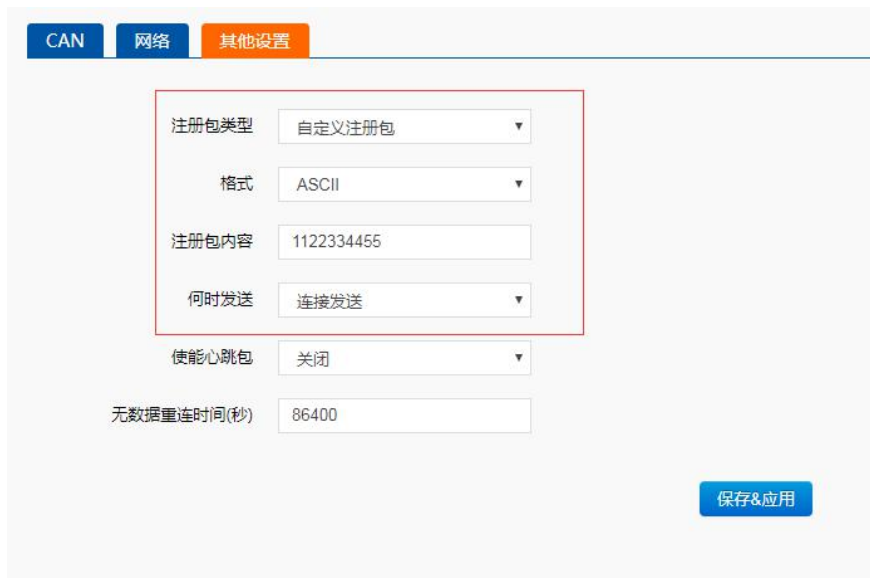 CAN 网络 其他设置
注册包类型 自定义注册包
格式 ASCII
注册包内容 1122334455
何时发送 连接发送
使能心跳包 关闭
无数据重连时间(秒) 86400
保存&应用